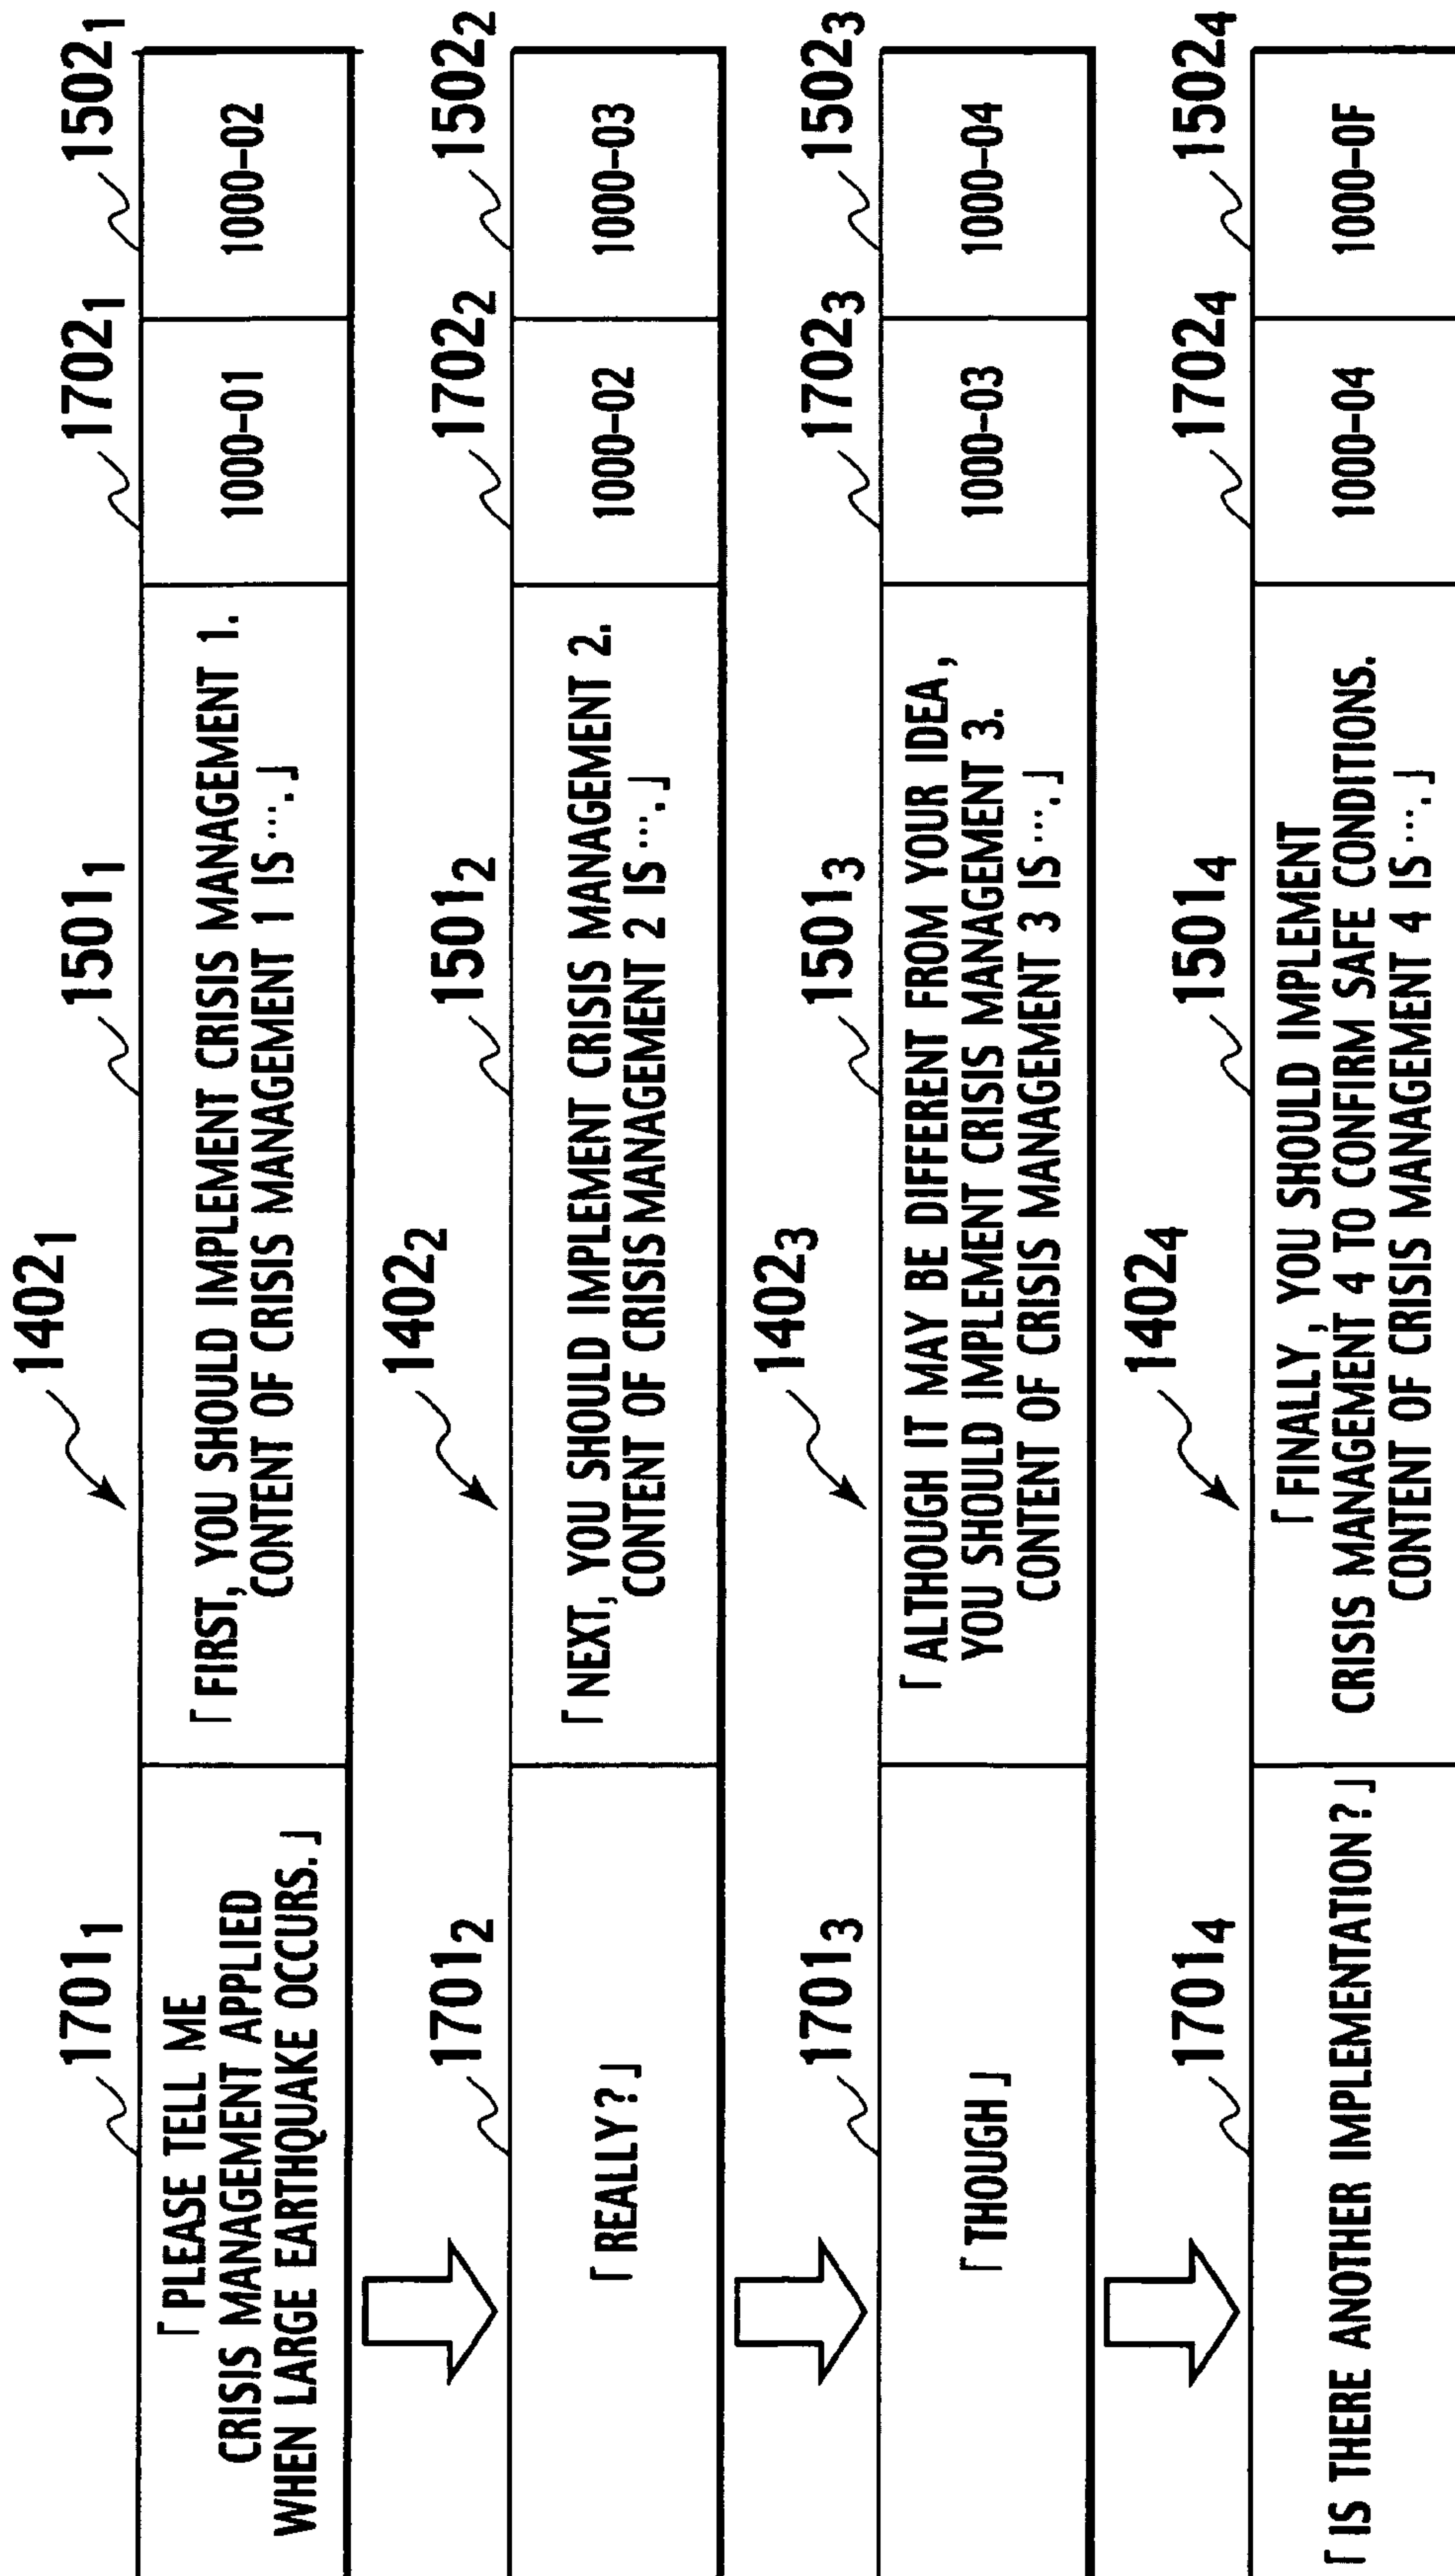 1402₁
1701₁
1501₁
1702₁
1502₁
「PLEASE TELL ME
CRISIS MANAGEMENT APPLIED
WHEN LARGE EARTHQUAKE OCCURS.」
「FIRST, YOU SHOULD IMPLEMENT CRISIS MANAGEMENT 1.
CONTENT OF CRISIS MANAGEMENT 1 IS ….」
1000-01
1000-02
1402₂
1701₂
1501₂
1702₂
1502₂
「REALLY?」
「NEXT, YOU SHOULD IMPLEMENT CRISIS MANAGEMENT 2.
CONTENT OF CRISIS MANAGEMENT 2 IS ….」
1000-02
1000-03
1402₃
1701₃
1501₃
1702₃
1502₃
「THOUGH」
「ALTHOUGH IT MAY BE DIFFERENT FROM YOUR IDEA,
YOU SHOULD IMPLEMENT CRISIS MANAGEMENT 3.
CONTENT OF CRISIS MANAGEMENT 3 IS ….」
1000-03
1000-04
1402₄
1701₄
1501₄
1702₄
1502₄
「IS THERE ANOTHER IMPLEMENTATION?」
「FINALLY, YOU SHOULD IMPLEMENT
CRISIS MANAGEMENT 4 TO CONFIRM SAFE CONDITIONS.
CONTENT OF CRISIS MANAGEMENT 4 IS ….」
1000-04
1000-0F